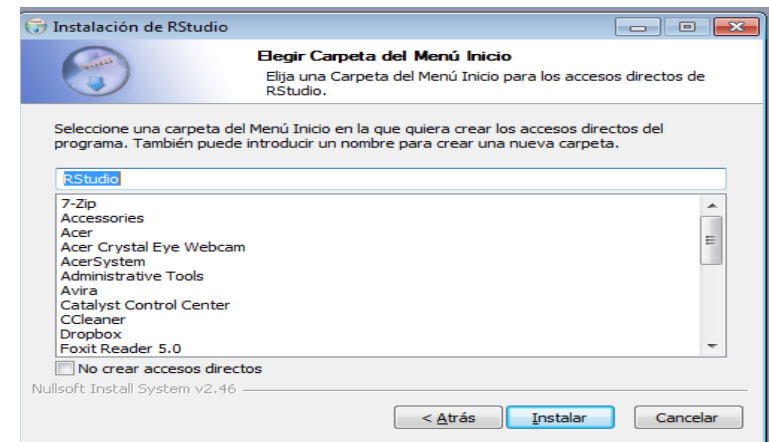 Instalación de RStudio
Elegir Carpeta del Menú Inicio
Elija una Carpeta del Menú Inicio para los accesos directos de
RStudio.
Seleccione una carpeta del Menú Inicio en la que quiera crear los accesos directos del
programa. También puede introducir un nombre para crear una nueva carpeta.
RStudio
7-Zip
Accessories
Acer
Acer Crystal Eye Webcam
AcerSystem
Administrative Tools
Avira
Catalyst Control Center
CCleaner
Dropbox
Foxit Reader 5.0
No crear accesos directos
Nullsoft Install System v2.46
< Atrás
Instalar
Cancelar